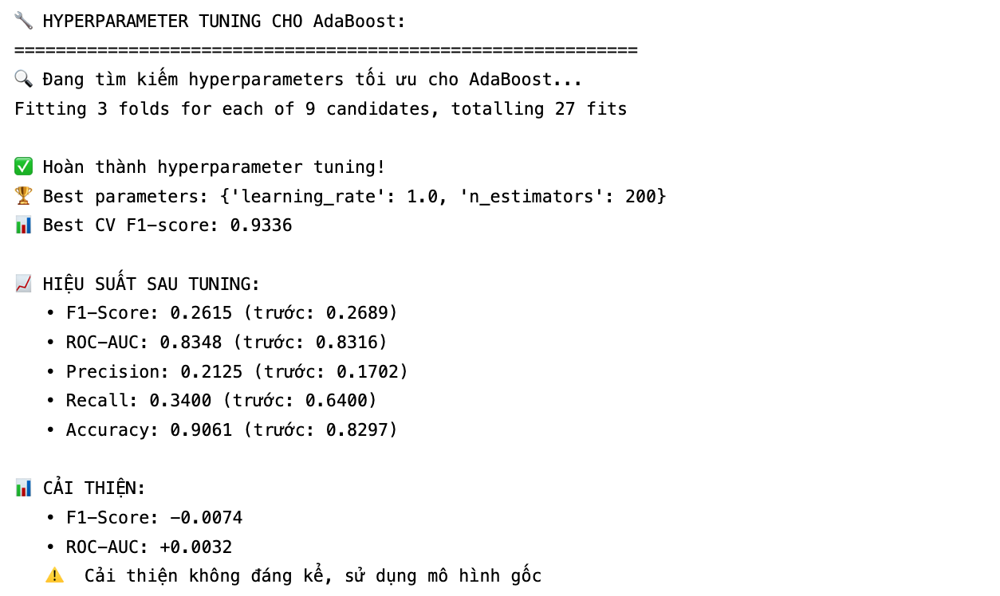 🔧 HYPERPARAMETER TUNING CHO AdaBoost:
============================================================
🔍 Đang tìm kiếm hyperparameters tối ưu cho AdaBoost...
Fitting 3 folds for each of 9 candidates, totalling 27 fits
✅ Hoàn thành hyperparameter tuning!
🏆 Best parameters: {'learning_rate': 1.0, 'n_estimators': 200}
📊 Best CV F1-score: 0.9336
📈 HIỆU SUẤT SAU TUNING:
• F1-Score: 0.2615 (trước: 0.2689)
• ROC-AUC: 0.8348 (trước: 0.8316)
• Precision: 0.2125 (trước: 0.1702)
• Recall: 0.3400 (trước: 0.6400)
• Accuracy: 0.9061 (trước: 0.8297)
📊 CẢI THIỆN:
• F1-Score: -0.0074
• ROC-AUC: +0.0032
⚠️ Cải thiện không đáng kể, sử dụng mô hình gốc